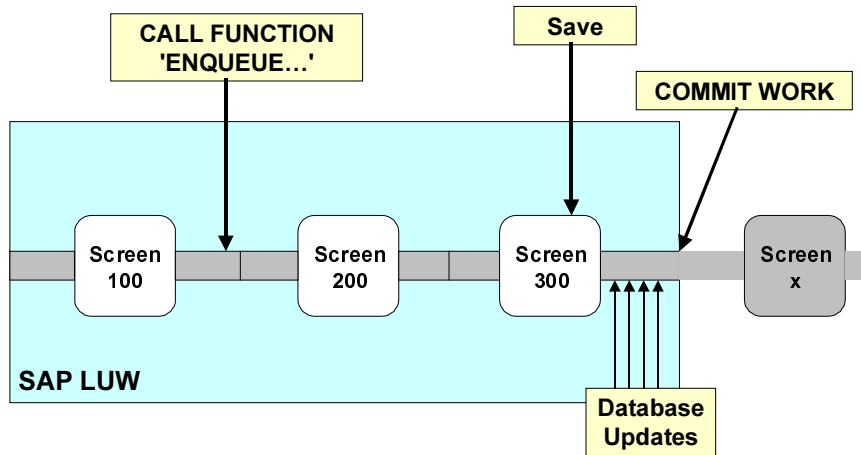 CALL FUNCTION
'ENQUEUE…'
Save
COMMIT WORK
Screen
100
Screen
200
Screen
300
Screen
x
SAP LUW
Database
Updates